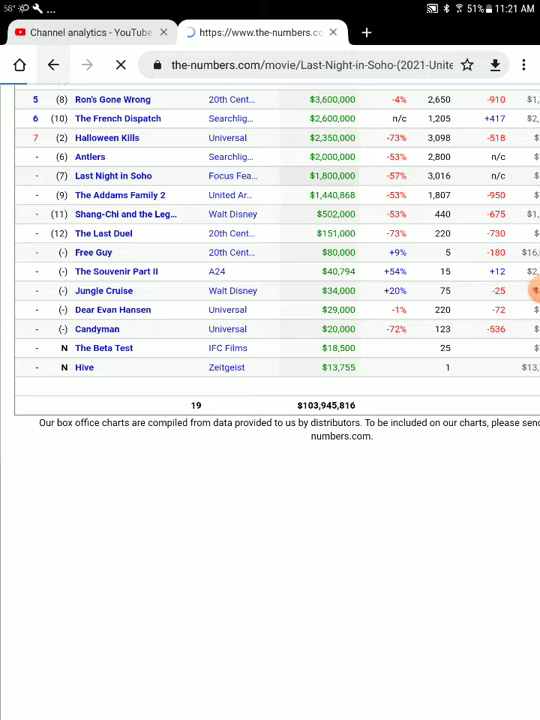 58° ... 51% 11:21 AM
Channel analytics - YouTube × https://www.the-numbers.co × +
the-numbers.com/movie/Last-Night-in-Soho-(2021-Unite
5 (8) Ron's Gone Wrong 20th Cent... $3,600,000 -4% 2,650 -910 $1,
6 (10) The French Dispatch Searchlig... $2,600,000 n/c 1,205 +417 $2,
7 (2) Halloween Kills Universal $2,350,000 -73% 3,098 -518 $
- (6) Antlers Searchlig... $2,000,000 -53% 2,800 n/c $
- (7) Last Night in Soho Focus Fea... $1,800,000 -57% 3,016 n/c $
- (9) The Addams Family 2 United Ar... $1,440,868 -53% 1,807 -950 $
- (11) Shang-Chi and the Leg... Walt Disney $502,000 -53% 440 -675 $1,
- (12) The Last Duel 20th Cent... $151,000 -73% 220 -730 $
- (-) Free Guy 20th Cent... $80,000 +9% 5 -180 $16,
- (-) The Souvenir Part II A24 $40,794 +54% 15 +12 $2,
- (-) Jungle Cruise Walt Disney $34,000 +20% 75 -25 $
- (-) Dear Evan Hansen Universal $29,000 -1% 220 -72 $
- (-) Candyman Universal $20,000 -72% 123 -536 $
- N The Beta Test IFC Films $18,500 25 $
- N Hive Zeitgeist $13,755 1 $13,
19 $103,945,816
Our box office charts are compiled from data provided to us by distributors. To be included on our charts, please send
numbers.com.